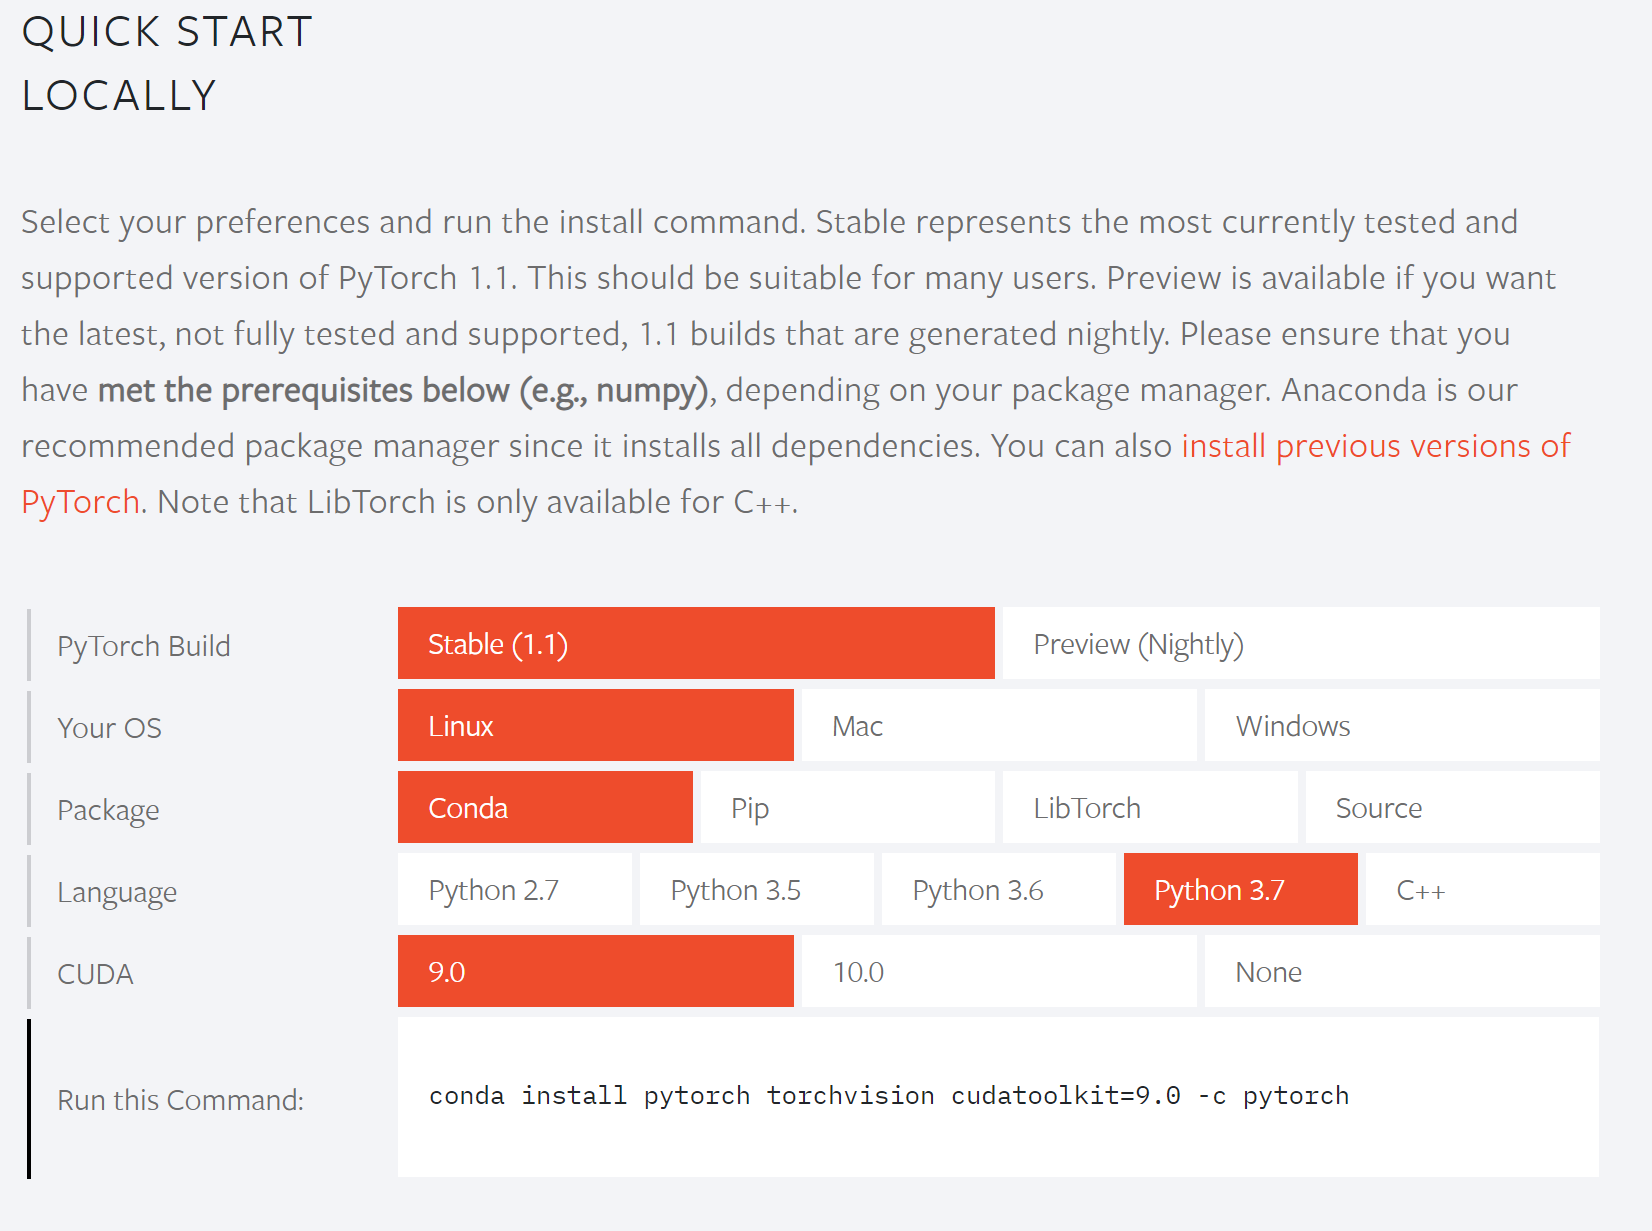 QUICK START
LOCALLY
Select your preferences and run the install command. Stable represents the most currently tested and
supported version of PyTorch 1.1. This should be suitable for many users. Preview is available if you want
the latest, not fully tested and supported, 1.1 builds that are generated nightly. Please ensure that you
have met the prerequisites below (e.g., numpy), depending on your package manager. Anaconda is our
recommended package manager since it installs all dependencies. You can also install previous versions of
PyTorch. Note that LibTorch is only available for C++.
PyTorch Build Stable (1.1) Preview (Nightly)
Your OS Linux Mac Windows
Package Conda Pip LibTorch Source
Language Python 2.7 Python 3.5 Python 3.6 Python 3.7 C++
CUDA 9.0 10.0 None
Run this Command: conda install pytorch torchvision cudatoolkit=9.0 -c pytorch